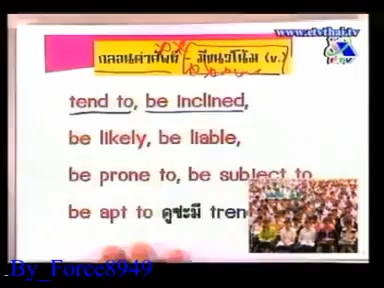 www.etvthai.tv
กลอนคำศัพท์ - มีแนวโน้ม (v.)
tend to, be inclined,
be likely, be liable,
be prone to, be subject to
be apt to ดูซะมี tren
By_Force8949